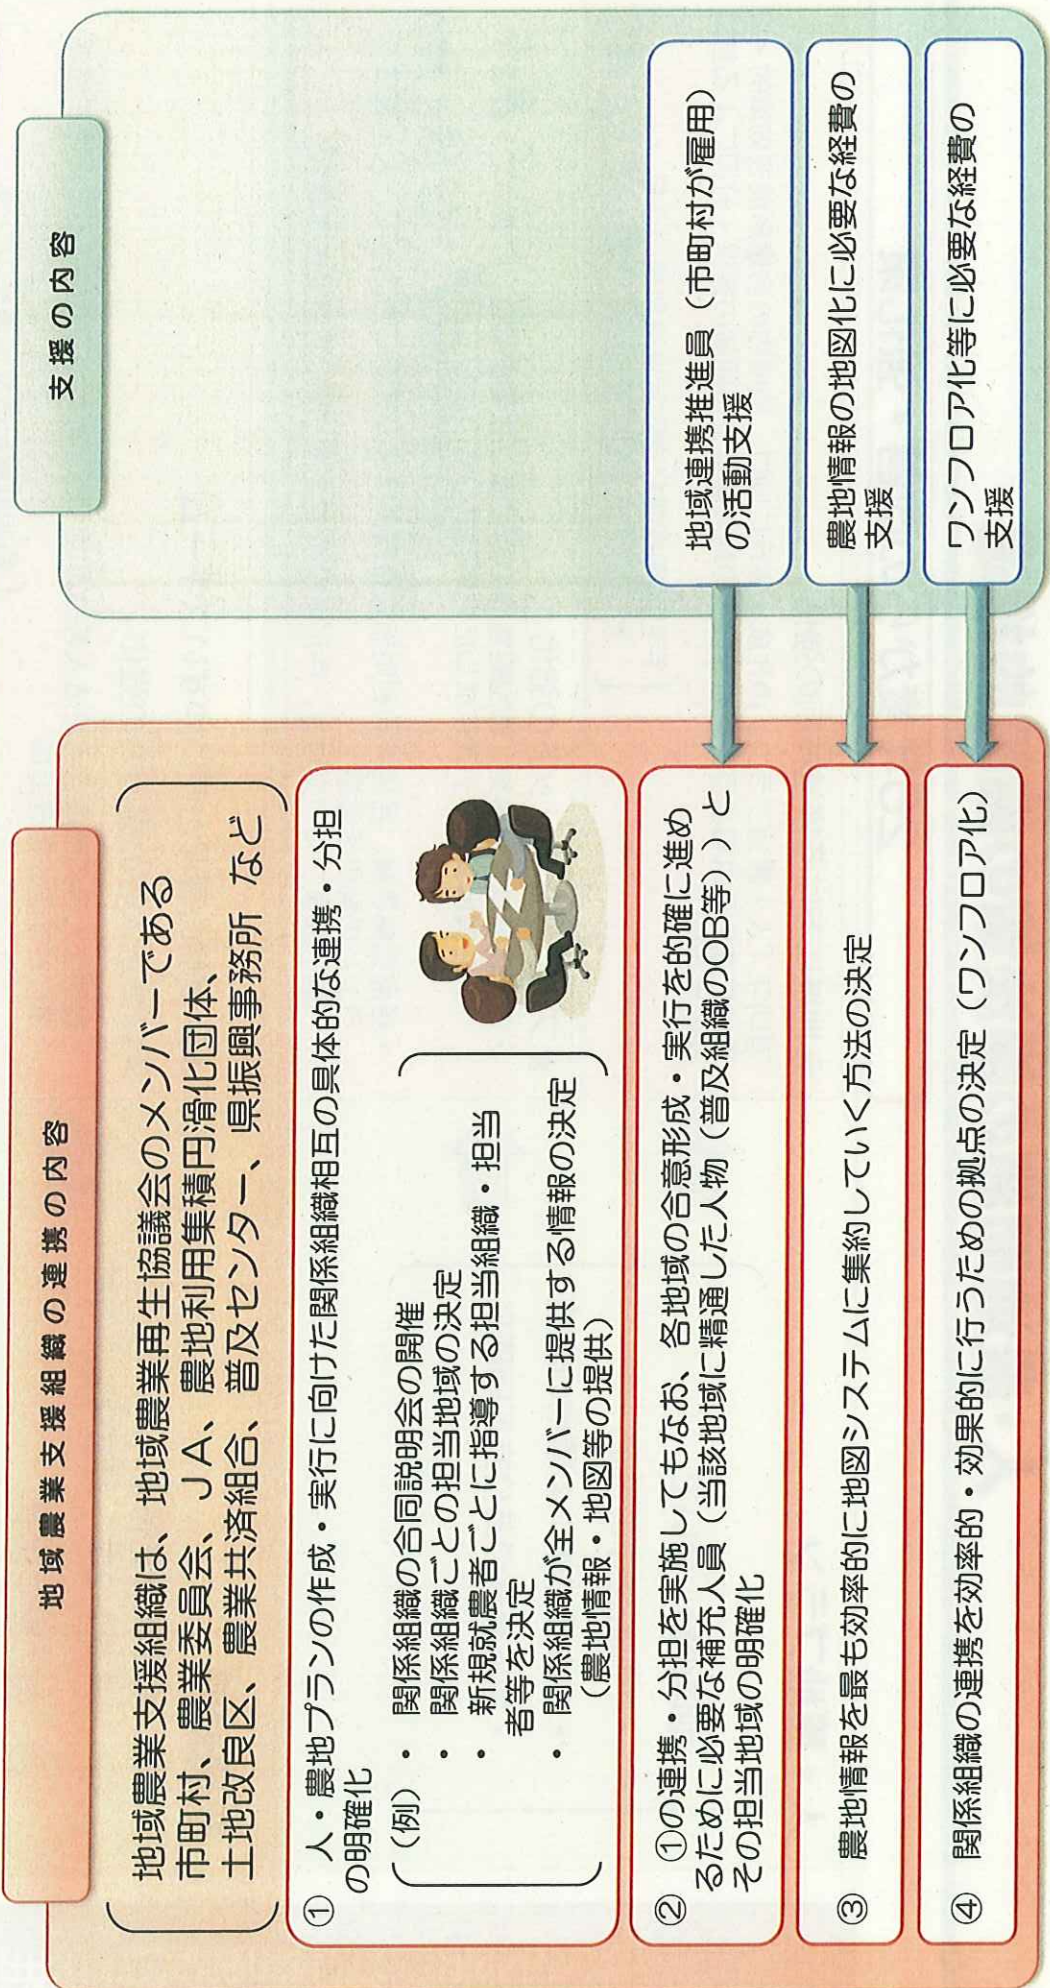 地域農業支援組織の連携の内容
地域農業支援組織は、地域農業再生協議会のメンバーである
市町村、農業委員会、JA、農地利用集積円滑化団体、
土地改良区、農業共済組合、普及センター、県振興事務所 など
① 人・農地プランの作成・実行に向けた関係組織相互の具体的な連携・分担
の明確化
（例）・ 関係組織の合同説明会の開催
・ 関係組織ごとの担当地域の決定
・ 新規就農者ごとに指導する担当組織・担当
者等を決定
・ 関係組織が全メンバーに提供する情報の決定
（農地情報・地図等の提供）
② ①の連携・分担を実施してもなお、各地域の合意形成・実行を的確に進め
るために必要な補充人員（当該地域に精通した人物（普及組織のOB等））と
その担当地域の明確化
③ 農地情報を最も効率的に地図システムに集約していく方法の決定
④ 関係組織の連携を効率的・効果的に行うための拠点の決定（ワンフロア化）
支援の内容
地域連携推進員（市町村が雇用）
の活動支援
農地情報の地図化に必要な経費の
支援
ワンフロア化等に必要な経費の
支援